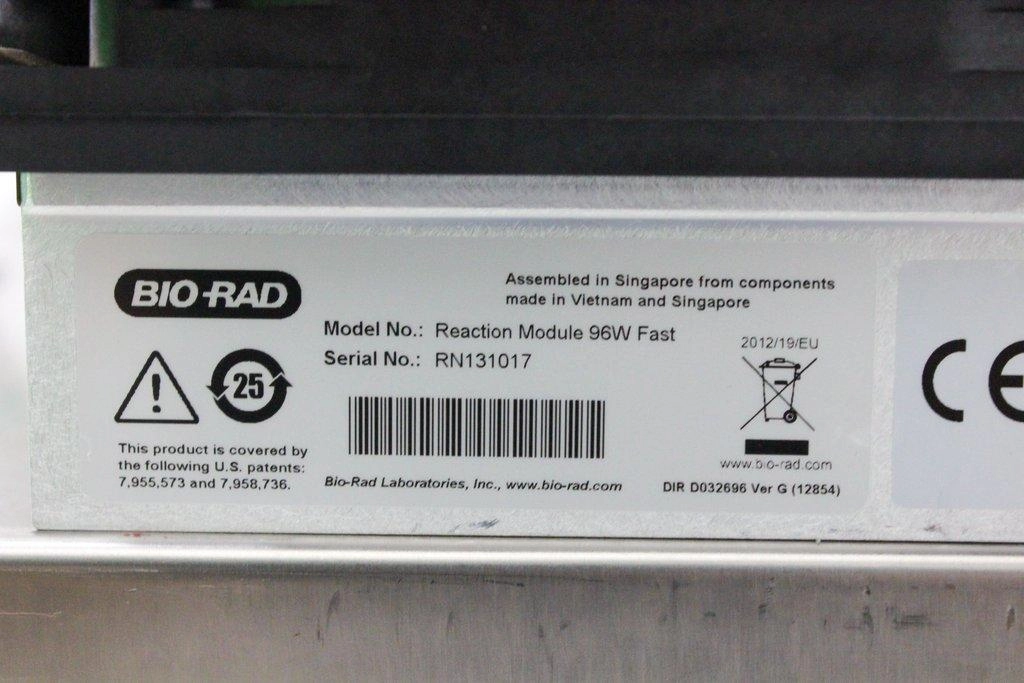 BIO-RAD
Assembled in Singapore from components
made in Vietnam and Singapore
Model No.: Reaction Module 96W Fast
Serial No.: RN131017
2012/19/EU
25
This product is covered by
the following U.S. patents:
7,955,573 and 7,958,736.
Bio-Rad Laboratories, Inc., www.bio-rad.com
www.bio-rad.com
DIR D032696 Ver G (12854)
CE